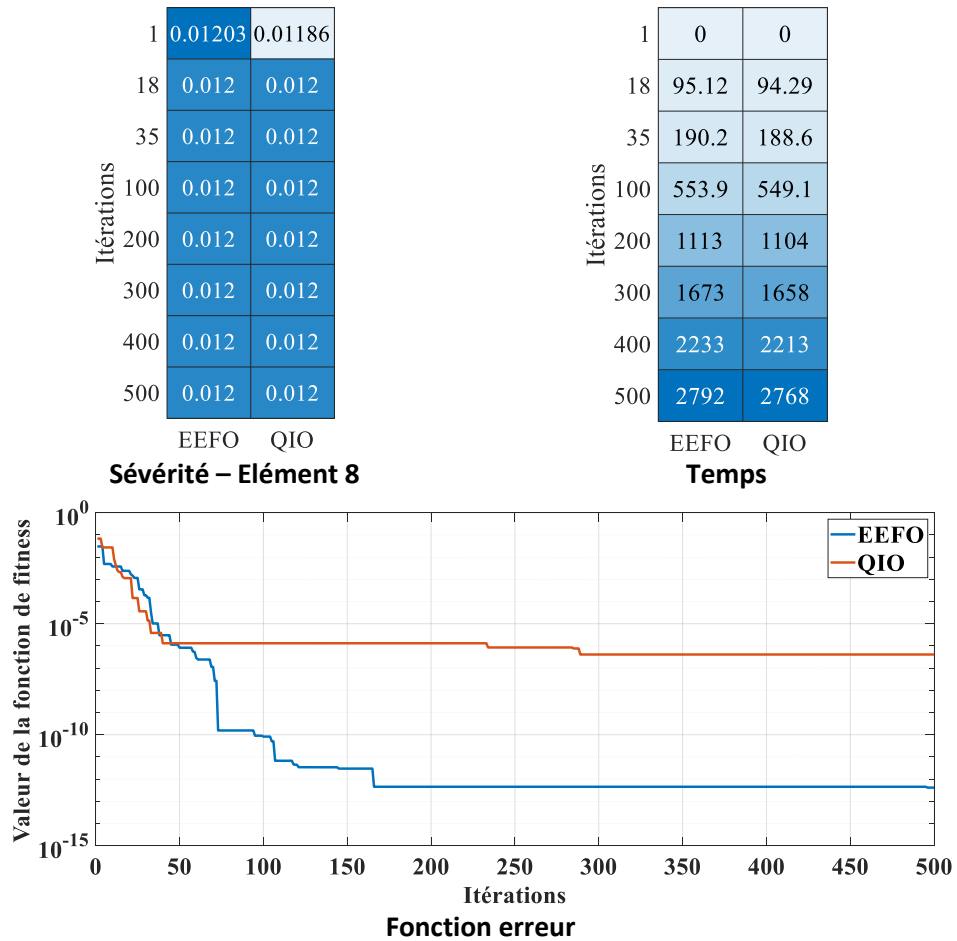 1 0.01203 0.01186
18 0.012 0.012
35 0.012 0.012
100 0.012 0.012
200 0.012 0.012
300 0.012 0.012
400 0.012 0.012
500 0.012 0.012
Itérations
EEFO QIO
Sévérité – Elément 8
1 0 0
18 95.12 94.29
35 190.2 188.6
100 553.9 549.1
200 1113 1104
300 1673 1658
400 2233 2213
500 2792 2768
Itérations
EEFO QIO
Temps
Valeur de la fonction de fitness
10^0
10^-5
10^-10
10^-15
EEFO
QIO
0 50 100 150 200 250 300 350 400 450 500
Itérations
Fonction erreur